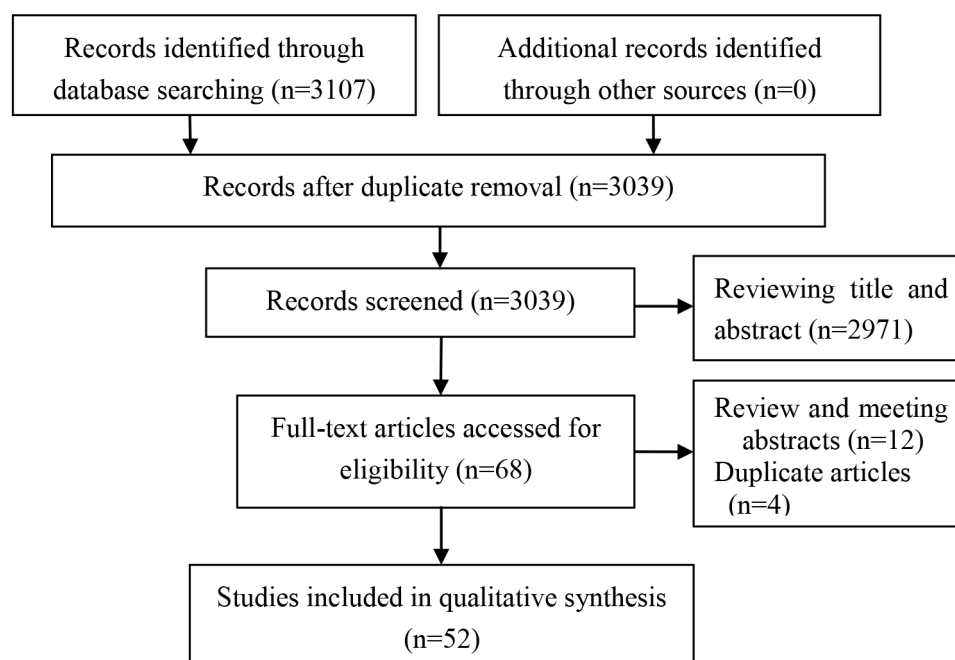 Records identified through
database searching (n=3107)
Additional records identified
through other sources (n=0)
Records after duplicate removal (n=3039)
Records screened (n=3039)
Reviewing title and
abstract (n=2971)
Full-text articles accessed for
eligibility (n=68)
Review and meeting
abstracts (n=12)
Duplicate articles
(n=4)
Studies included in qualitative synthesis
(n=52)